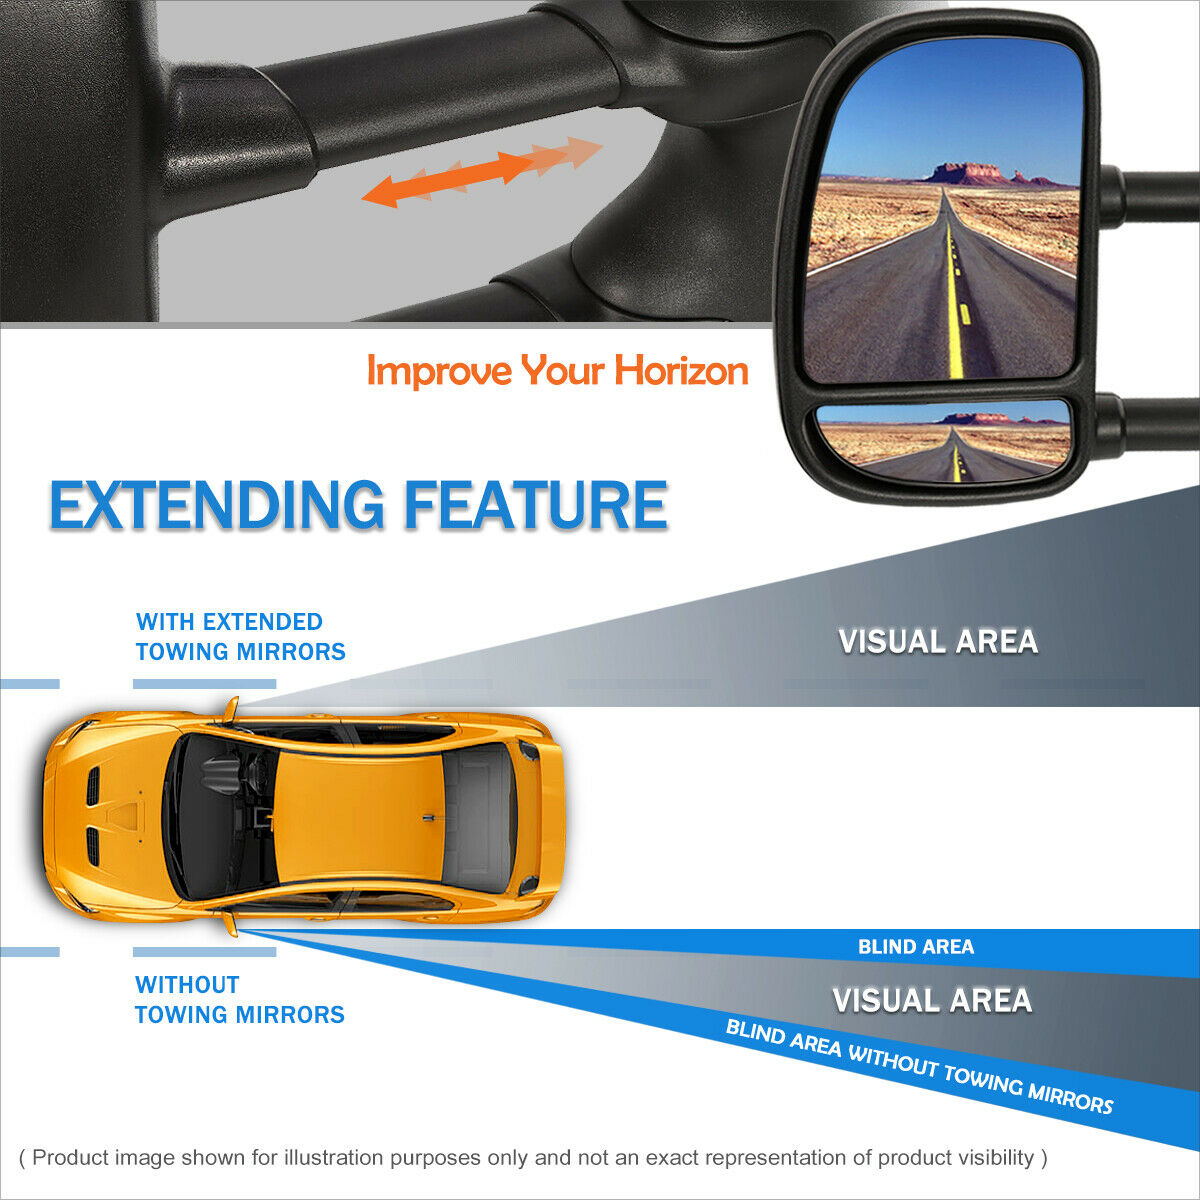 Improve Your Horizon
EXTENDING FEATURE
WITH EXTENDED
TOWING MIRRORS
VISUAL AREA
BLIND AREA
WITHOUT
TOWING MIRRORS
VISUAL AREA
BLIND AREA WITHOUT TOWING MIRRORS
( Product image shown for illustration purposes only and not an exact representation of product visibility )